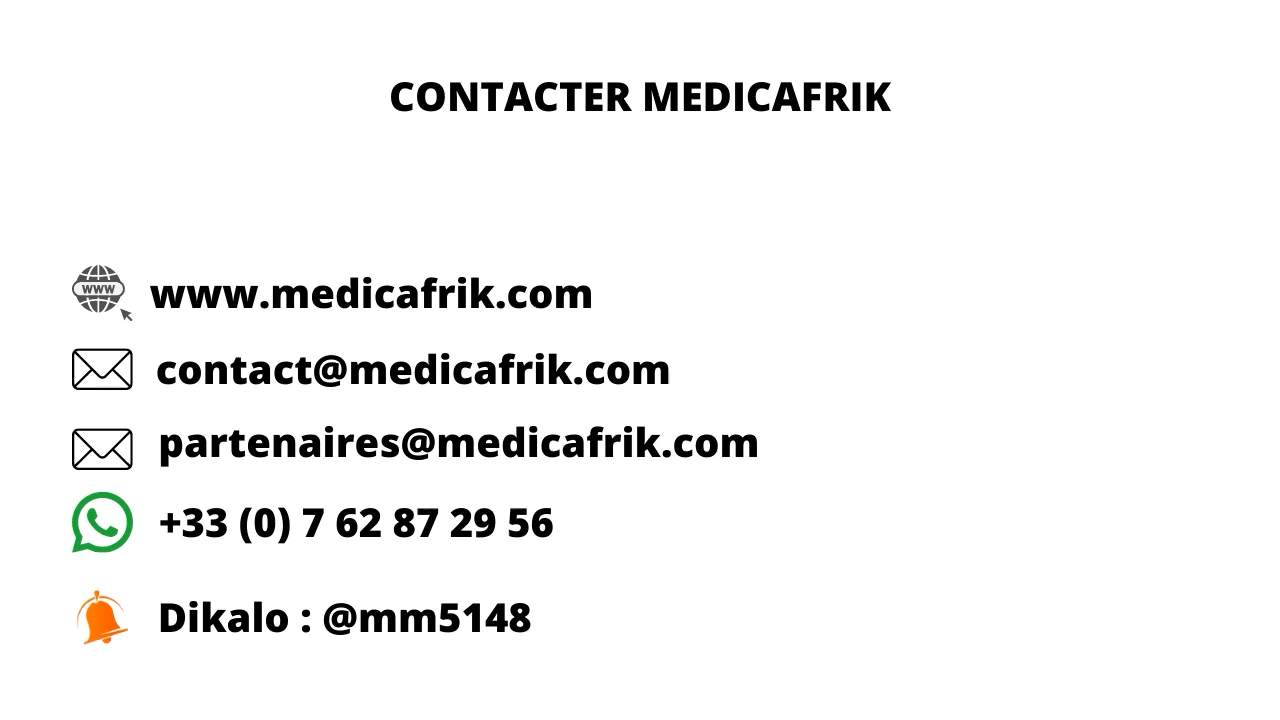 CONTACTER MEDICAFRIK
www
www.medicafrik.com
contact@medicafrik.com
partenaires@medicafrik.com
+33 (0) 7 62 87 29 56
Dikalo : @mm5148